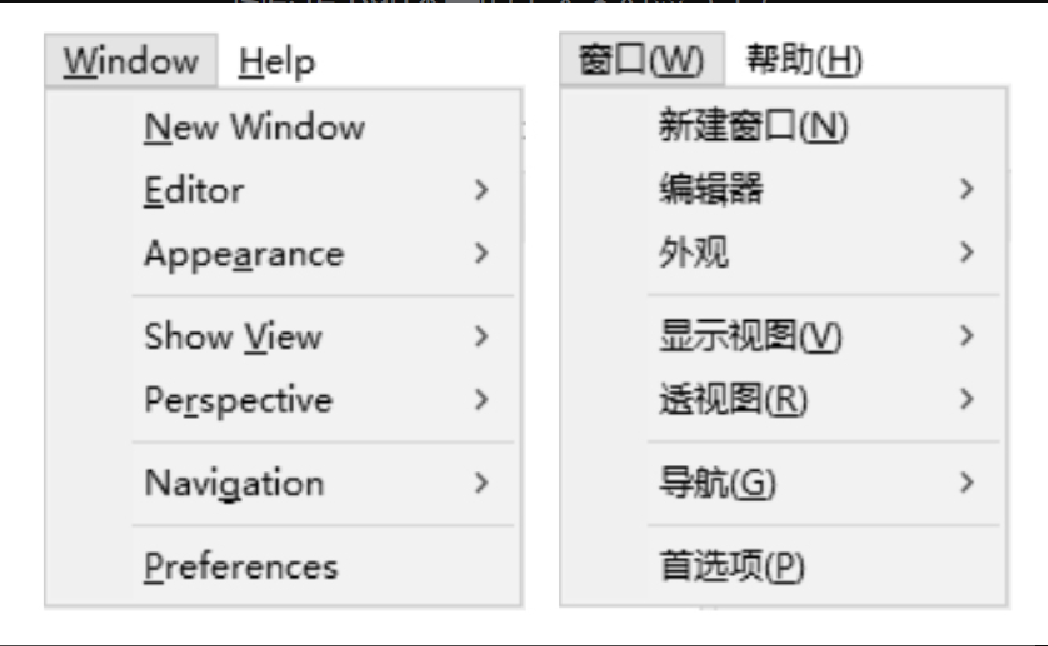 Window Help
New Window
Editor
Appearance
Show View
Perspective
Navigation
Preferences
窗口(W) 帮助(H)
新建窗口(N)
编辑器
外观
显示视图(V)
透视图(R)
导航(G)
首选项(P)